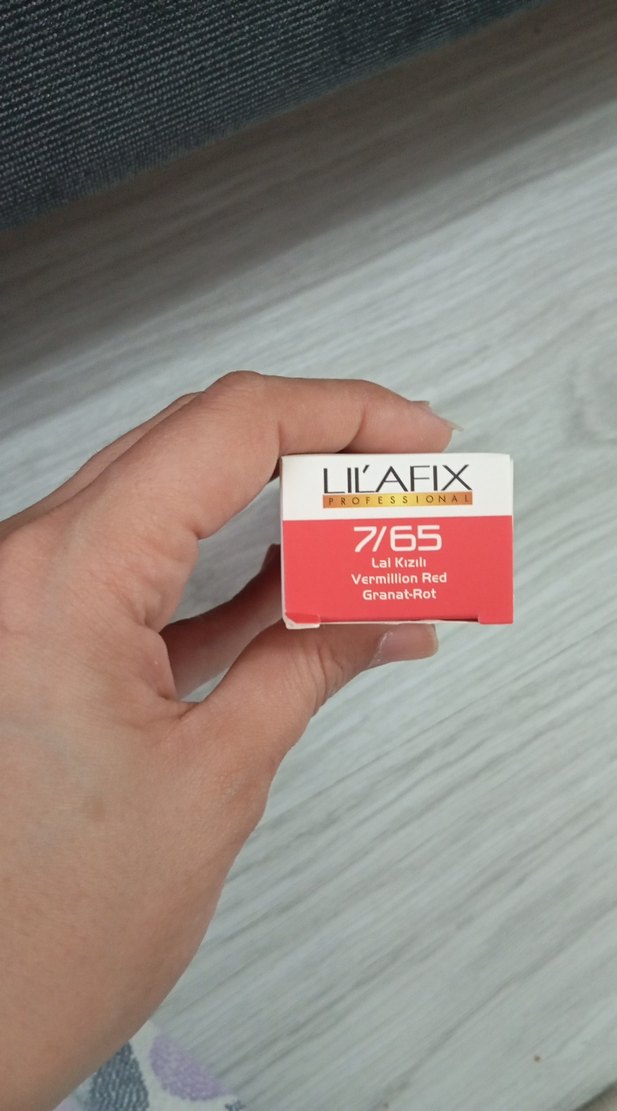 LIL'AFIX
PROFESSIONAL
7/65
Lal Kızılı
Vermillion Red
Granat-Rot